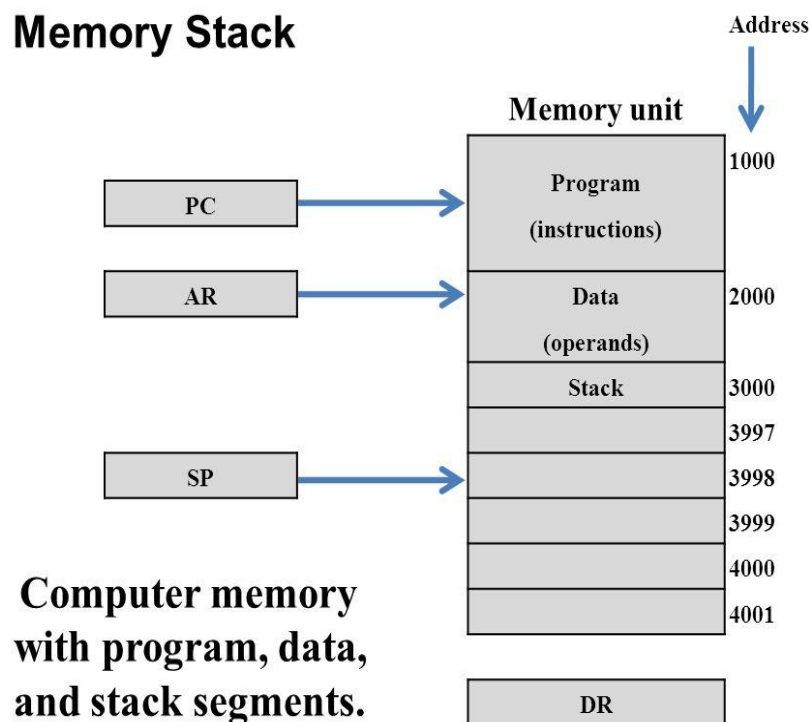 Memory Stack
Address
Memory unit
1000
PC
Program
(instructions)
AR
Data
2000
(operands)
Stack
3000
3997
SP
3998
3999
4000
4001
Computer memory
with program, data,
and stack segments.
DR